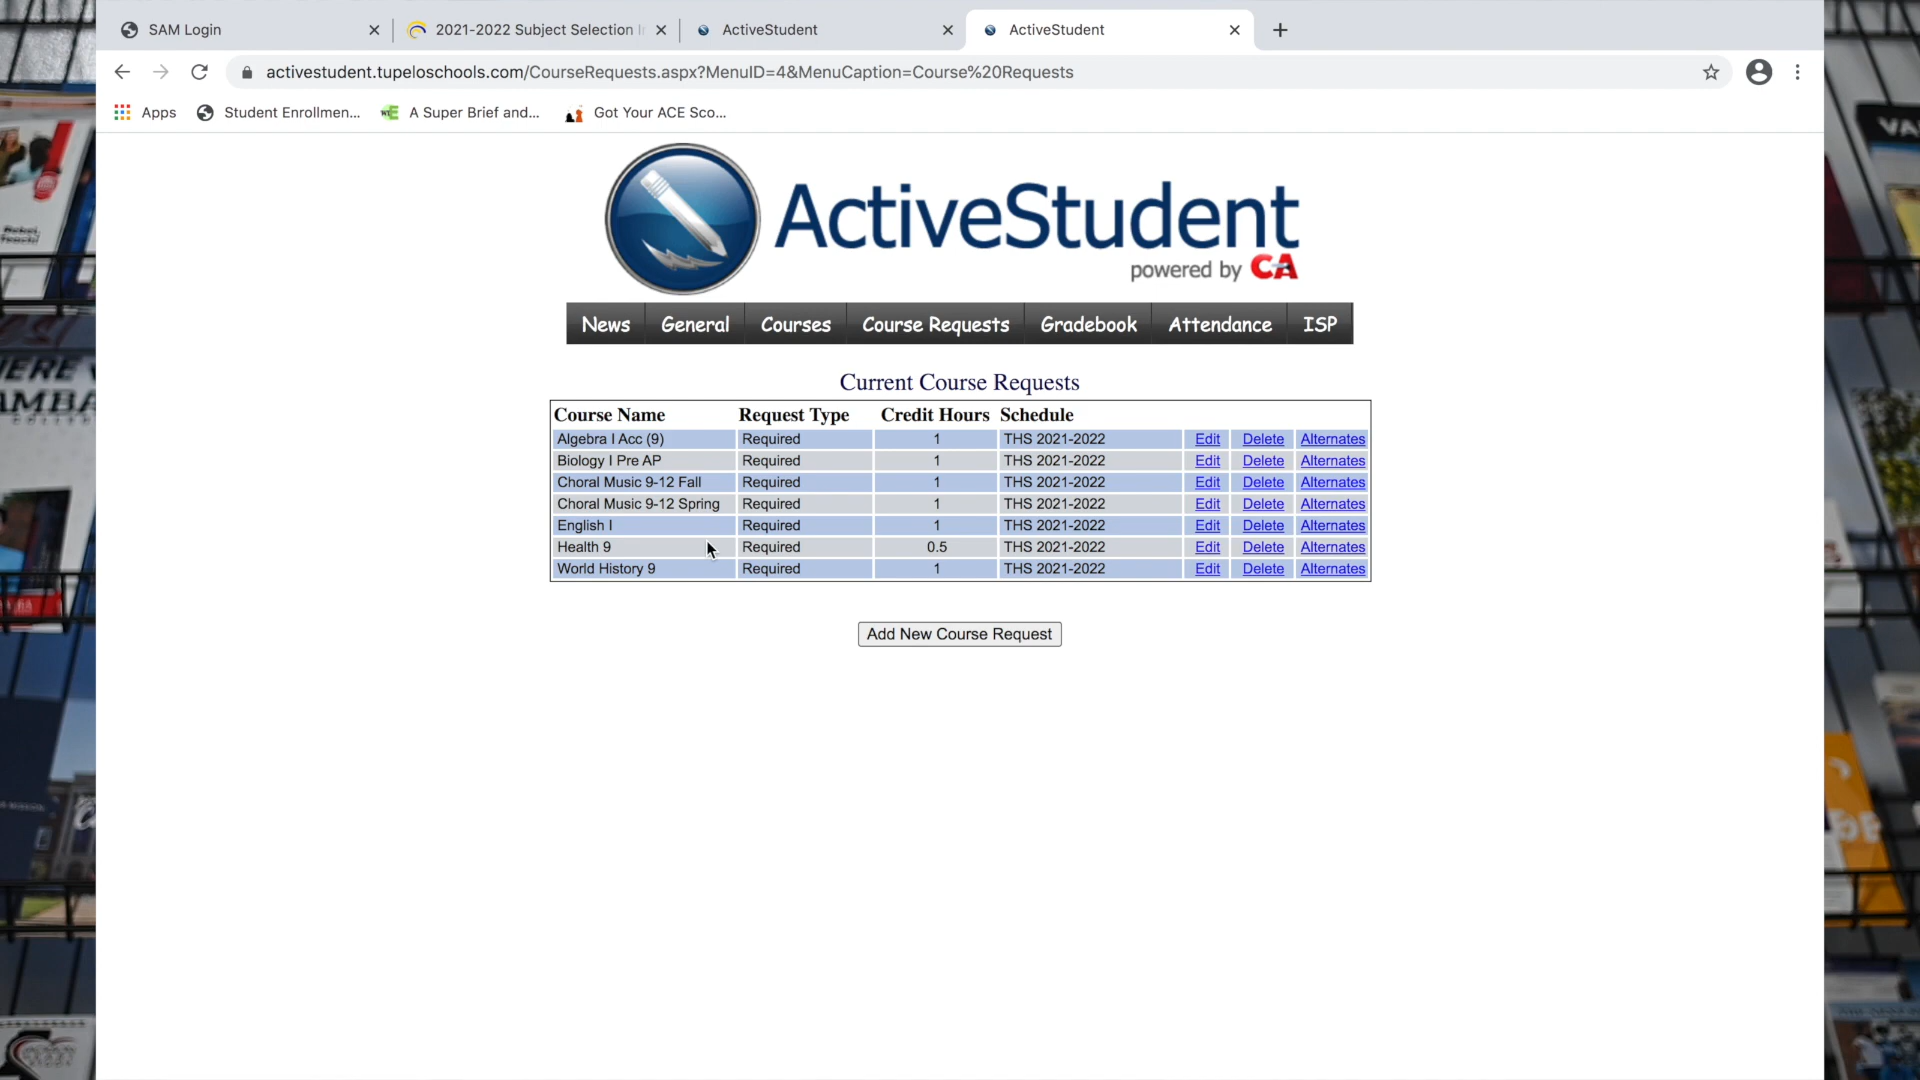 SAM Login
2021-2022 Subject Selection
ActiveStudent
ActiveStudent
activestudent.tupeloschools.com/CourseRequests.aspx?MenuID=4&MenuCaption=Course%20Requests
Apps
Student Enrollmen...
A Super Brief and...
Got Your ACE Sco...
ActiveStudent
powered by CA
News General Courses Course Requests Gradebook Attendance ISP
Current Course Requests
Course Name Request Type Credit Hours Schedule
Algebra I Acc (9) Required 1 THS 2021-2022 Edit Delete Alternates
Biology I Pre AP Required 1 THS 2021-2022 Edit Delete Alternates
Choral Music 9-12 Fall Required 1 THS 2021-2022 Edit Delete Alternates
Choral Music 9-12 Spring Required 1 THS 2021-2022 Edit Delete Alternates
English I Required 1 THS 2021-2022 Edit Delete Alternates
Health 9 Required 0.5 THS 2021-2022 Edit Delete Alternates
World History 9 Required 1 THS 2021-2022 Edit Delete Alternates
Add New Course Request